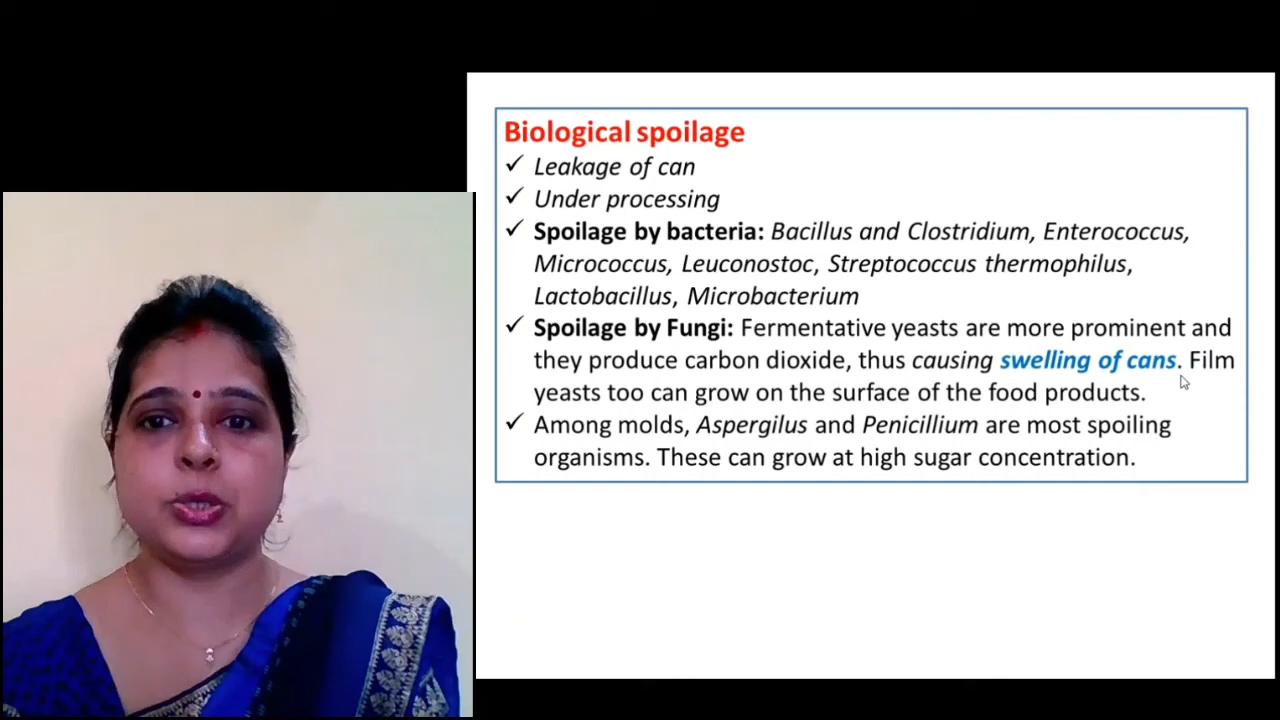 Biological spoilage
✓ Leakage of can
✓ Under processing
✓ Spoilage by bacteria: Bacillus and Clostridium, Enterococcus,
Micrococcus, Leuconostoc, Streptococcus thermophilus,
Lactobacillus, Microbacterium
✓ Spoilage by Fungi: Fermentative yeasts are more prominent and
they produce carbon dioxide, thus causing swelling of cans. Film
yeasts too can grow on the surface of the food products.
✓ Among molds, Aspergilus and Penicillium are most spoiling
organisms. These can grow at high sugar concentration.